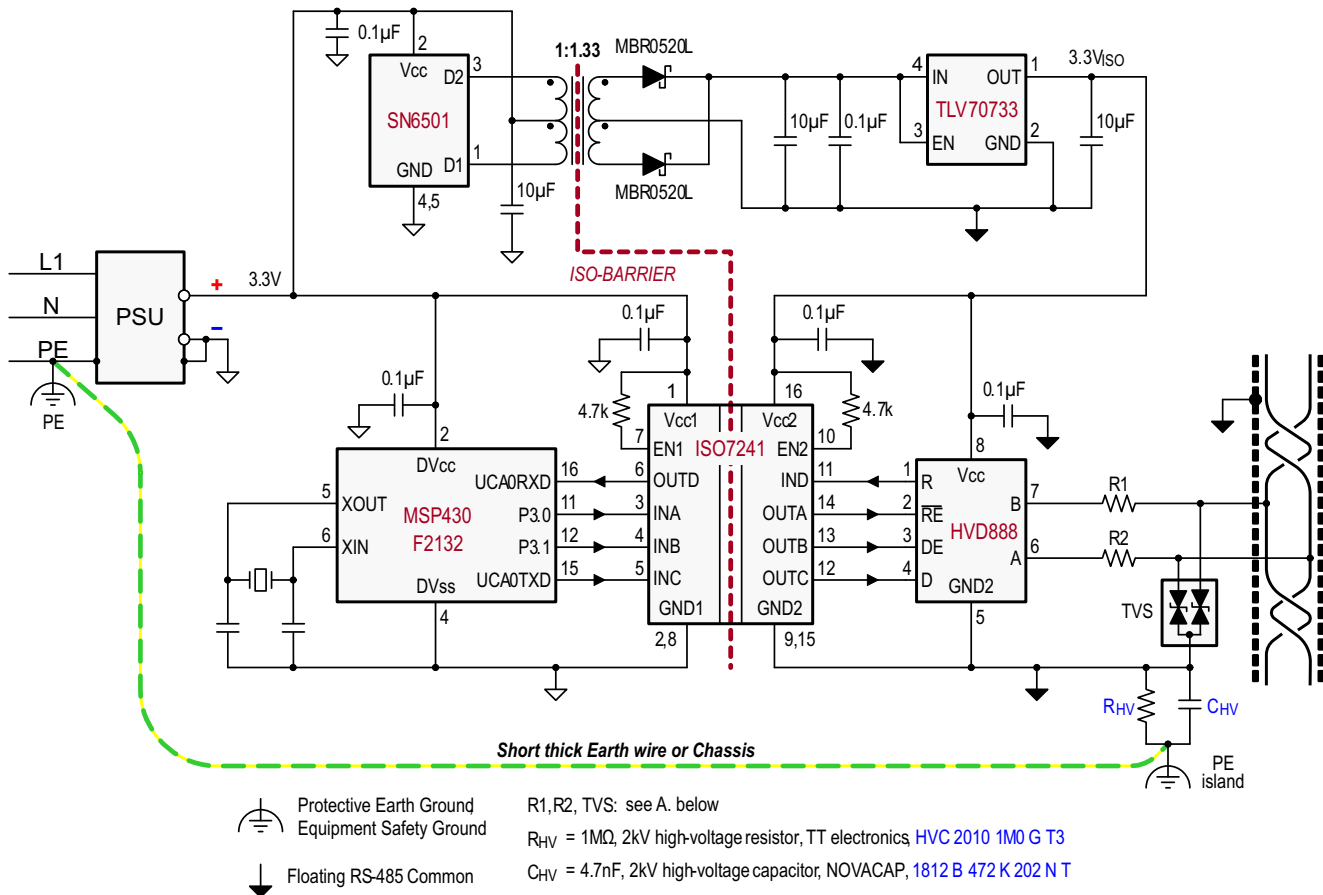 0.1µF
2
Vcc
D2
3
SN6501
D1
1
GND
4,5
1:1.33
MBR0520L
MBR0520L
10µF
10µF
0.1µF
4
IN
OUT
1
TLV70733
3
EN
GND
2
3.3VISO
10µF
ISO-BARRIER
L1
N
PE
PSU
+
–
3.3V
PE
0.1µF
0.1µF
0.1µF
0.1µF
4.7k
4.7k
1
16
Vcc1
Vcc2
7
EN1
ISO7241
EN2
10
6
OUTD
IND
11
3
INA
OUTA
14
4
INB
OUTB
13
5
INC
OUTC
12
GND1
GND2
2,8
9,15
2
DVcc
5
XOUT
UCA0RXD
16
MSP430
F2132
P3.0
11
6
XIN
P3.1
12
UCA0TXD
15
DVss
4
8
Vcc
1
R
B
7
2
RE
HVD888
3
DE
A
6
4
D
GND2
5
R1
R2
TVS
RHV
CHV
Short thick Earth wire or Chassis
PE
island
Protective Earth Ground,
Equipment Safety Ground
Floating RS-485 Common
R1,R2, TVS: see A. below
RHV = 1MΩ, 2kV high-voltage resistor, TT electronics, HVC 2010 1M0 G T3
CHV = 4.7nF, 2kV high-voltage capacitor, NOVACAP, 1812 B 472 K 202 N T